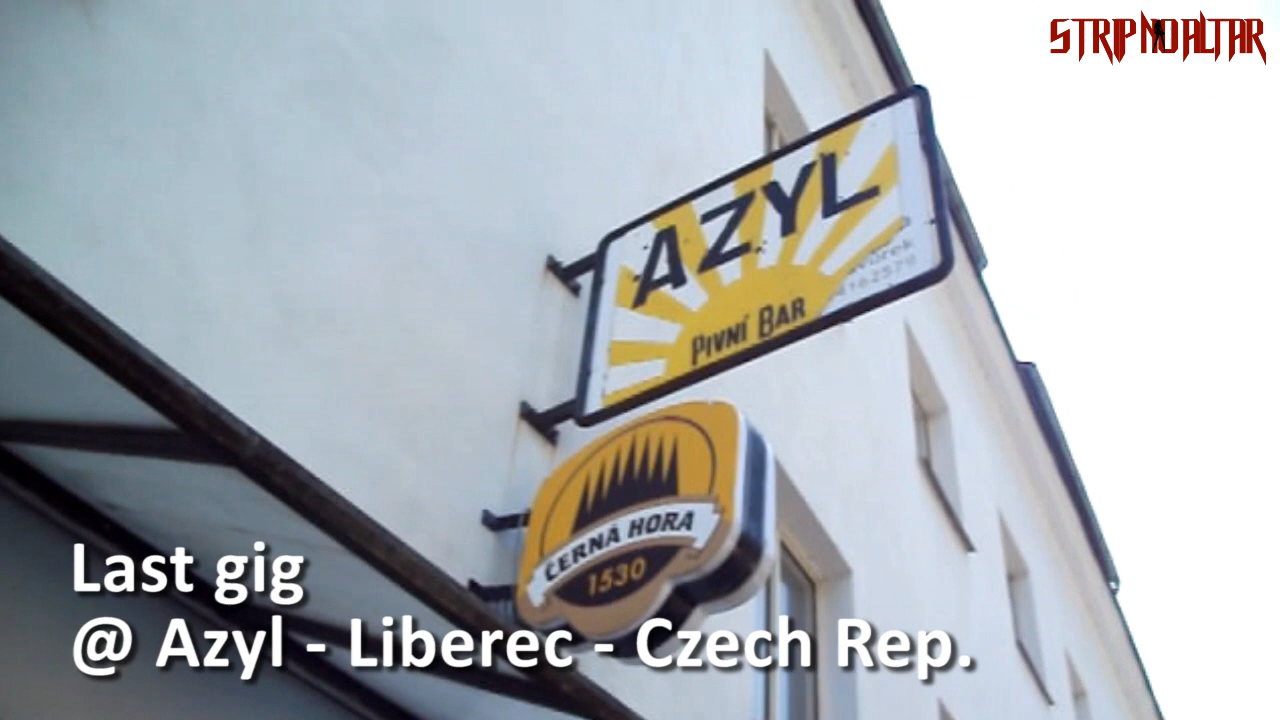 STRIP NO ALTAR
AZYL
PIVNÍ BAR
ČERNÁ HORA
1530
Last gig
@ Azyl - Liberec - Czech Rep.